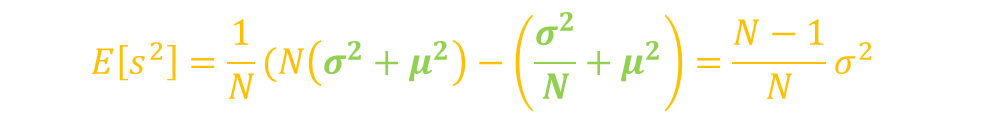 E[s²] = 1/N (N(σ² + μ²) − (σ²/N + μ²) = N − 1/N σ²